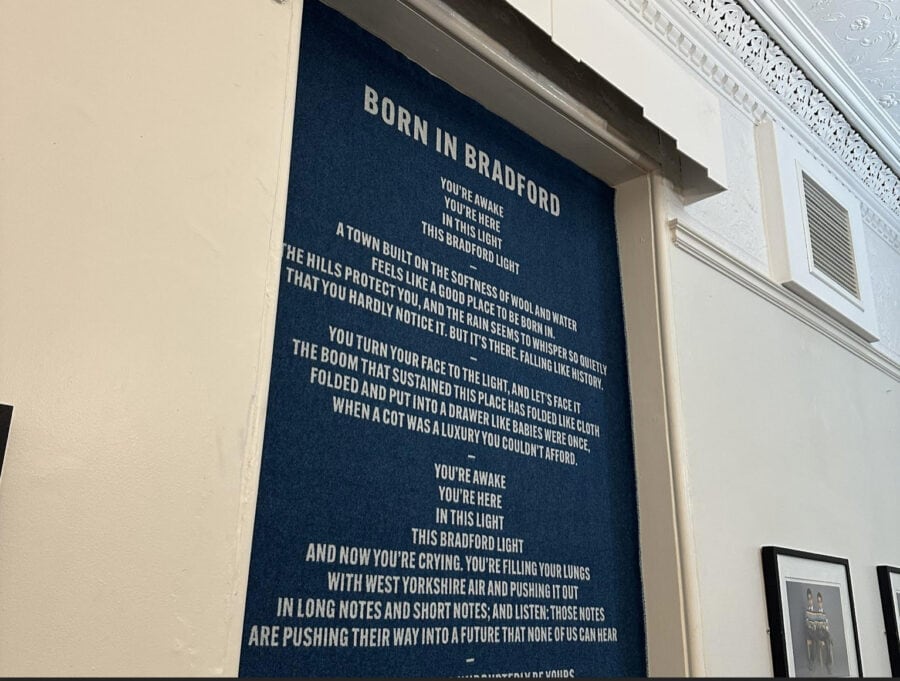 BORN IN BRADFORD
YOU'RE AWAKE
YOU'RE HERE
IN THIS LIGHT
THIS BRADFORD LIGHT
–
A TOWN BUILT ON THE SOFTNESS OF WOOL AND WATER
FEELS LIKE A GOOD PLACE TO BE BORN IN.
THE HILLS PROTECT YOU, AND THE RAIN SEEMS TO WHISPER SO QUIETLY
THAT YOU HARDLY NOTICE IT. BUT IT'S THERE. FALLING LIKE HISTORY.
–
YOU TURN YOUR FACE TO THE LIGHT, AND LET'S FACE IT
THE BOOM THAT SUSTAINED THIS PLACE HAS FOLDED LIKE CLOTH
FOLDED AND PUT INTO A DRAWER LIKE BABIES WERE ONCE,
WHEN A COT WAS A LUXURY YOU COULDN'T AFFORD.
–
YOU'RE AWAKE
YOU'RE HERE
IN THIS LIGHT
THIS BRADFORD LIGHT
AND NOW YOU'RE CRYING. YOU'RE FILLING YOUR LUNGS
WITH WEST YORKSHIRE AIR AND PUSHING IT OUT
IN LONG NOTES AND SHORT NOTES; AND LISTEN: THOSE NOTES
ARE PUSHING THEIR WAY INTO A FUTURE THAT NONE OF US CAN HEAR
–
BE YOURS